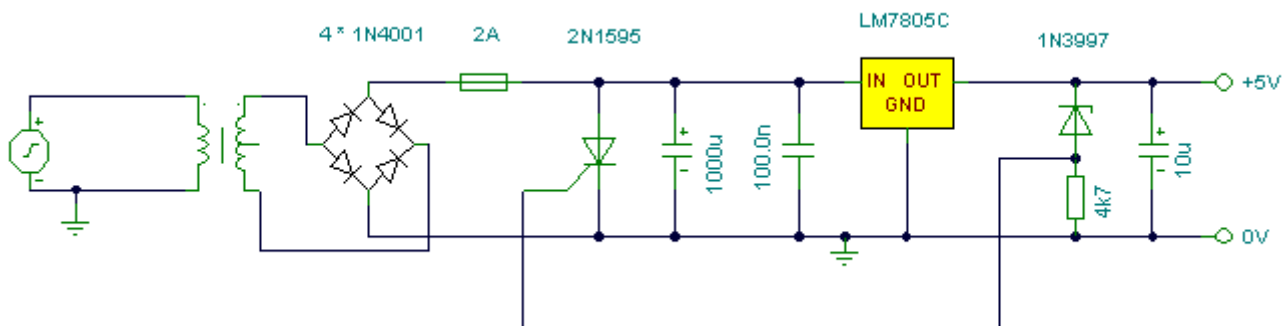 4 * 1N4001
2A
2N1595
LM7805C
1N3997
IN OUT
GND
+5V
+
-
+
-
1000u
100.0n
4k7
+
-
10u
0V